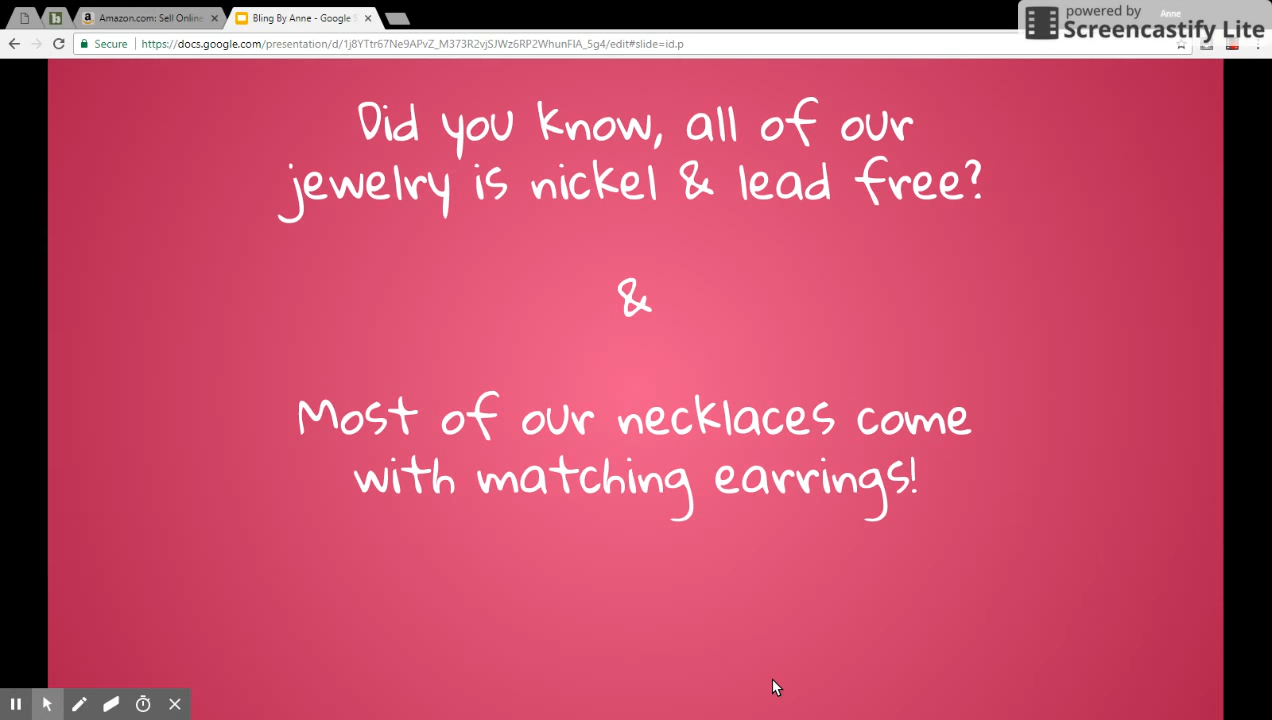 Amazon.com: Sell Online
Bling By Anne - Google S
Anne
powered by
Screencastify Lite
Secure
https://docs.google.com/presentation/d/1j8YTtr67Ne9APvZ_M373R2vjSJWz6RP2WhunFIA_5g4/edit#slide=id.p
Did you know, all of our
jewelry is nickel & lead free?
&
Most of our necklaces come
with matching earrings!